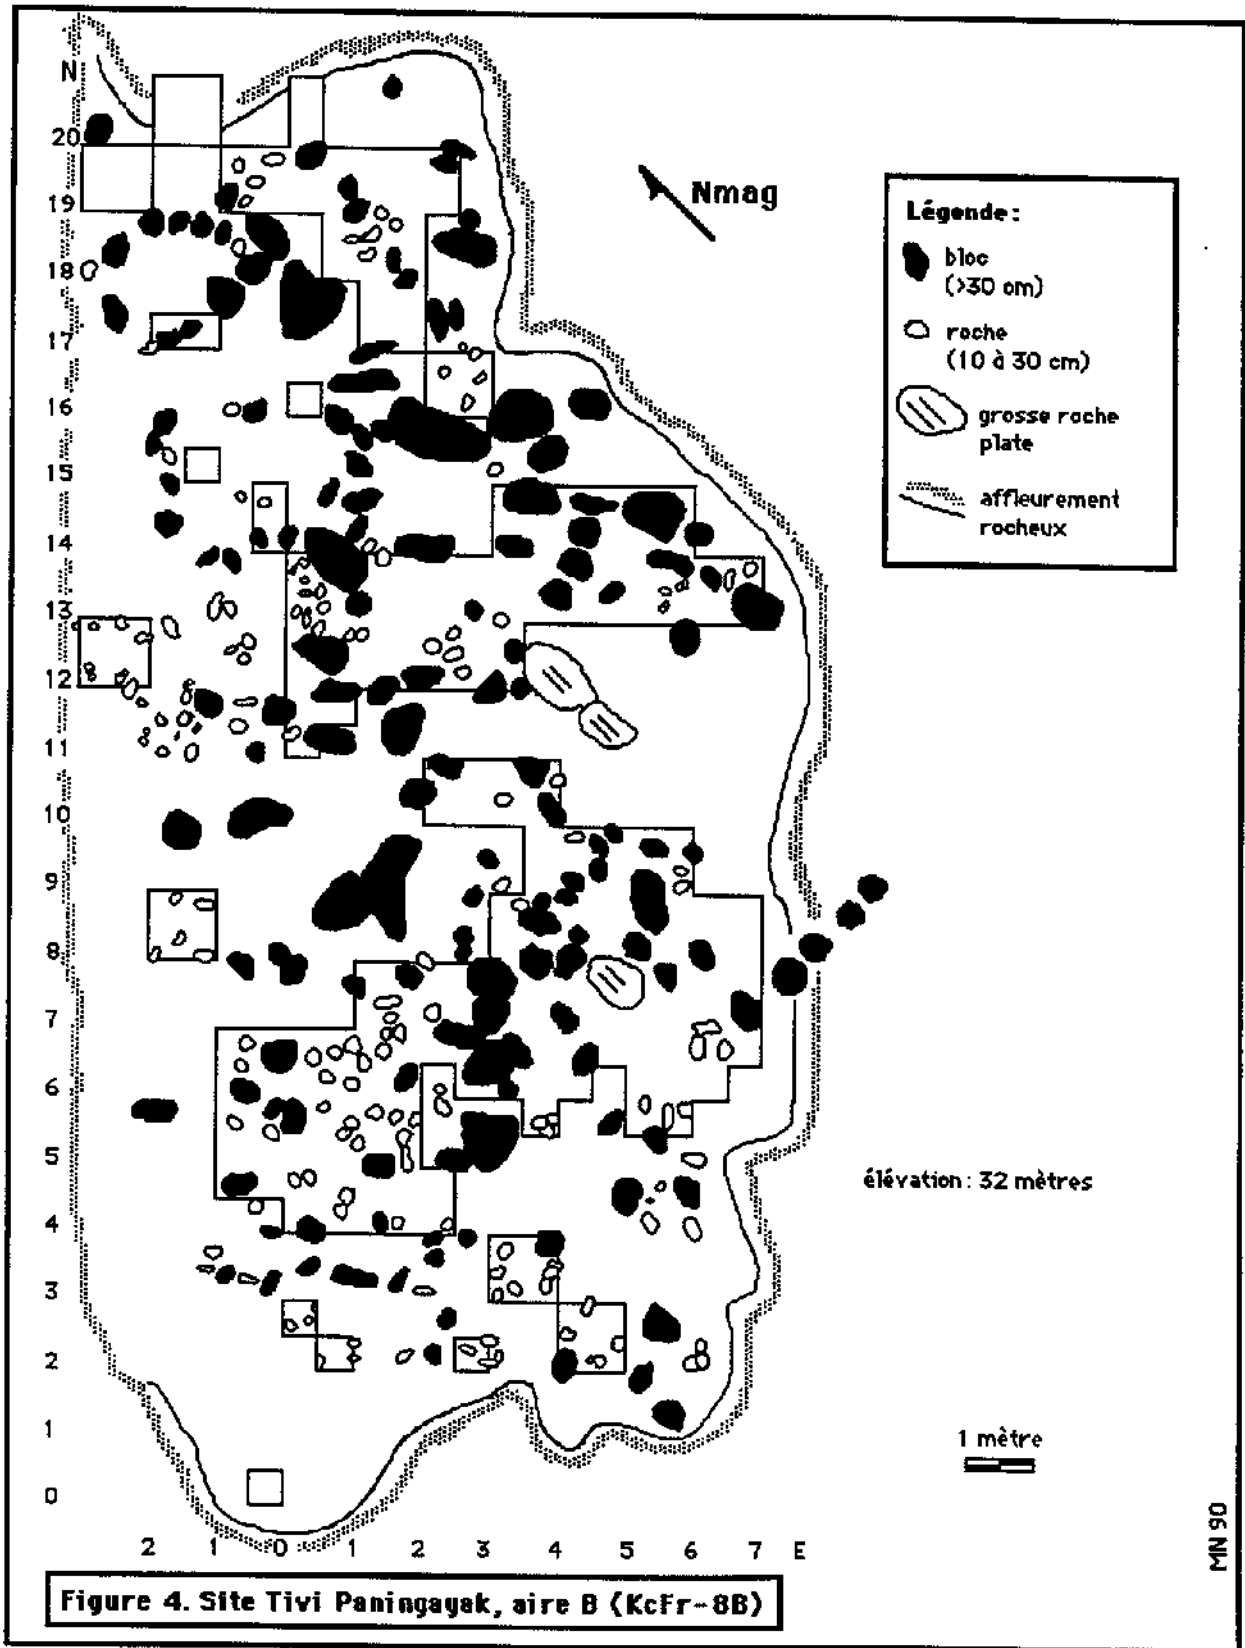 N
20
19
18
17
16
15
14
13
12
11
10
9
8
7
6
5
4
3
2
1
0
2 1 0 1 2 3 4 5 6 7 E
Nmag
Légende :
bloc
(>30 cm)
roche
(10 à 30 cm)
grosse roche
plate
affleurement
rocheux
élévation : 32 mètres
1 mètre
MN 90
Figure 4. Site Tivi Paningayak, aire B (KcFr-8B)